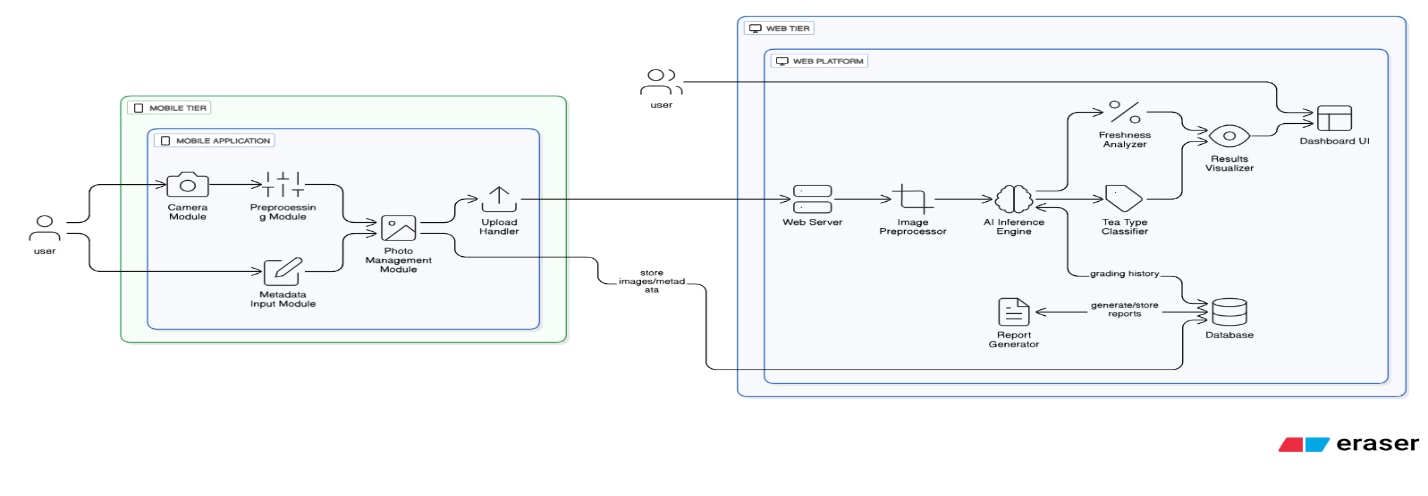 WEB TIER
WEB PLATFORM
user
MOBILE TIER
MOBILE APPLICATION
Camera
Module
Preprocessin
g Module
user
Metadata
Input Module
Photo
Management
Module
Upload
Handler
store
images/metad
ata
Web Server
Image
Preprocessor
AI Inference
Engine
Freshness
Analyzer
Tea Type
Classifier
Results
Visualizer
Dashboard UI
grading history
generate/store
reports
Report
Generator
Database
eraser